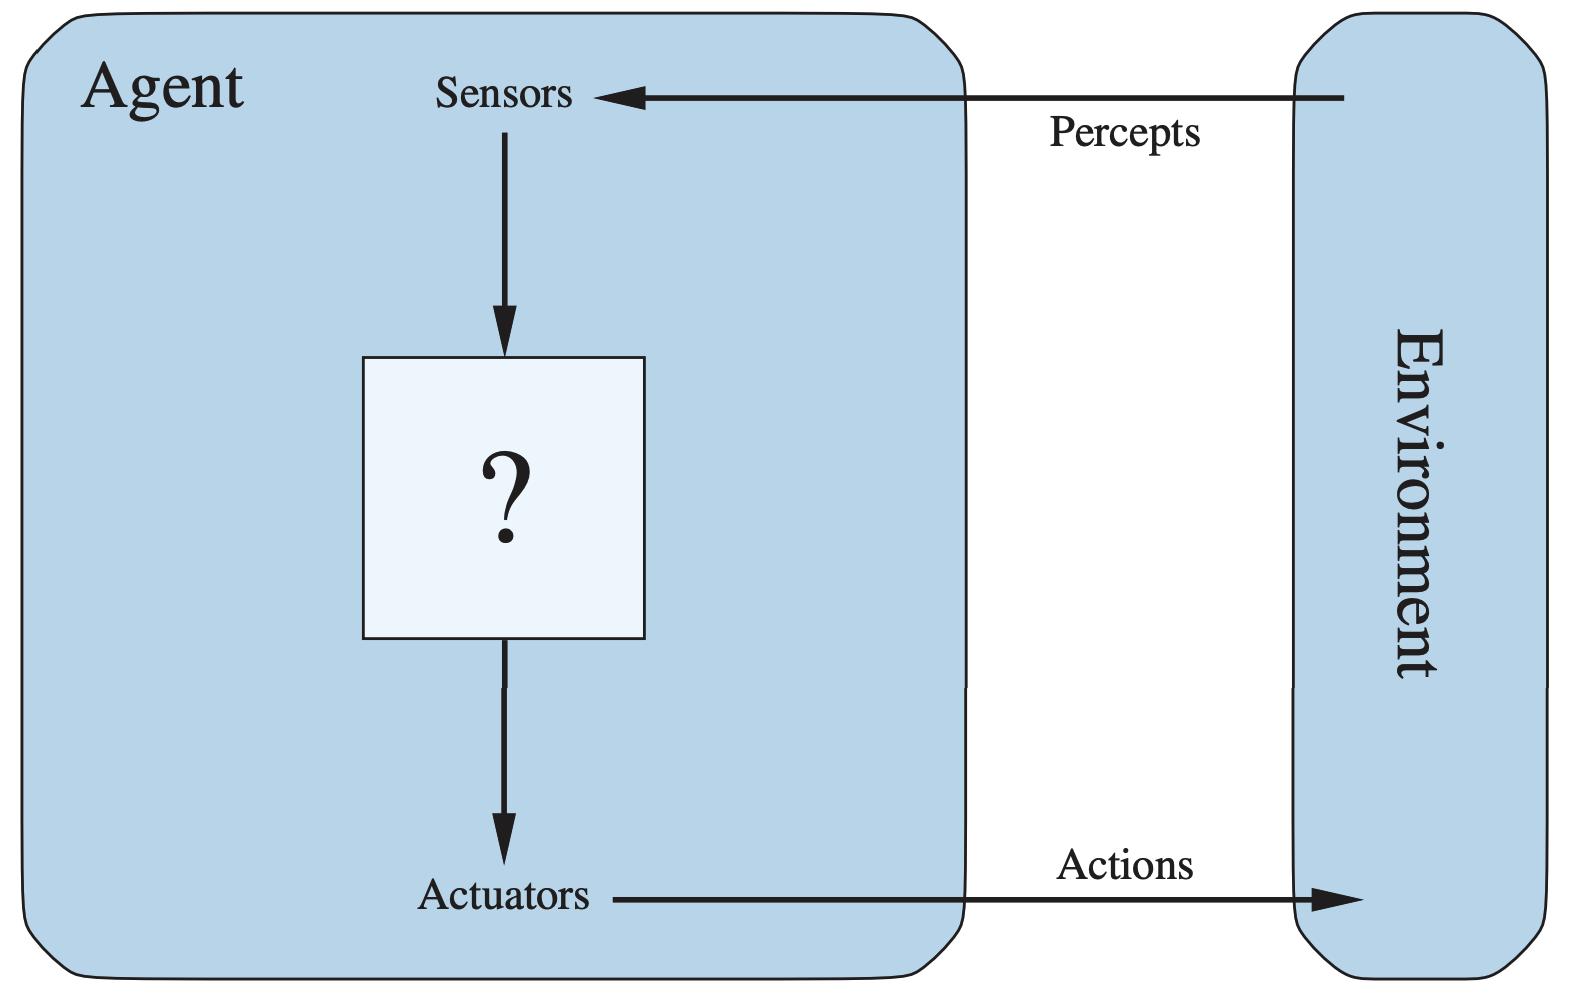 Agent
Sensors
Percepts
?
Environment
Actions
Actuators